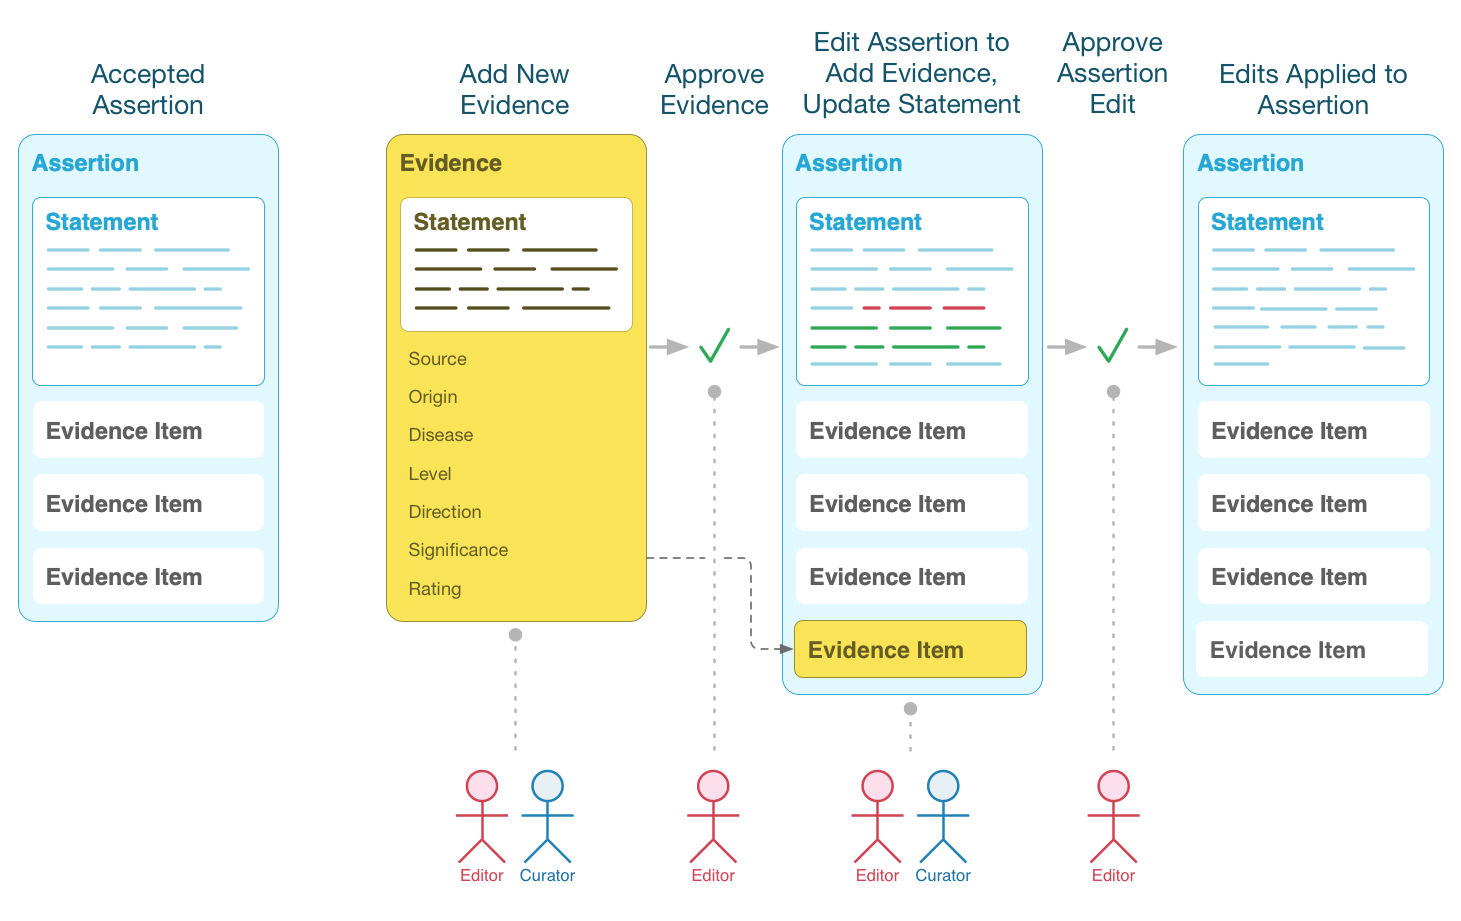 Accepted
Assertion
Assertion
Statement
Evidence Item
Evidence Item
Evidence Item
Add New
Evidence
Evidence
Statement
Source
Origin
Disease
Level
Direction
Significance
Rating
Editor
Curator
Approve
Evidence
Editor
Edit Assertion to
Add Evidence,
Update Statement
Assertion
Statement
Evidence Item
Evidence Item
Evidence Item
Evidence Item
Editor
Curator
Approve
Assertion
Edit
Editor
Edits Applied to
Assertion
Assertion
Statement
Evidence Item
Evidence Item
Evidence Item
Evidence Item